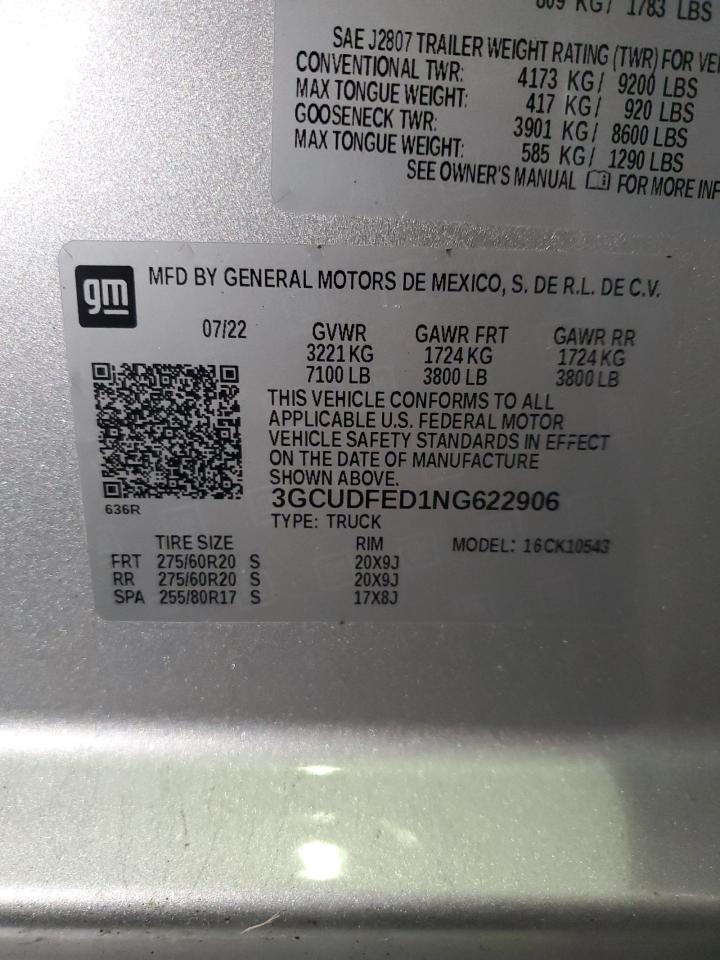 809 KG/ 1783 LBS
SAE J2807 TRAILER WEIGHT RATING (TWR) FOR
CONVENTIONAL TWR: 4173 KG/ 9200 LBS
MAX TONGUE WEIGHT: 417 KG/ 920 LBS
GOOSENECK TWR: 3901 KG/ 8600 LBS
MAX TONGUE WEIGHT: 585 KG/ 1290 LBS
SEE OWNER'S MANUAL FOR MORE
gm
MFD BY GENERAL MOTORS DE MEXICO, S. DE R.L. DE C.V.
07/22 GVWR GAWR FRT GAWR RR
3221 KG 1724 KG 1724 KG
7100 LB 3800 LB 3800 LB
THIS VEHICLE CONFORMS TO ALL
APPLICABLE U.S. FEDERAL MOTOR
VEHICLE SAFETY STANDARDS IN EFFECT
ON THE DATE OF MANUFACTURE
SHOWN ABOVE.
3GCUDFED1NG622906
636R
TYPE: TRUCK
TIRE SIZE RIM MODEL: 16CK10543
FRT 275/60R20 S 20X9J
RR 275/60R20 S 20X9J
SPA 255/80R17 S 17X8J